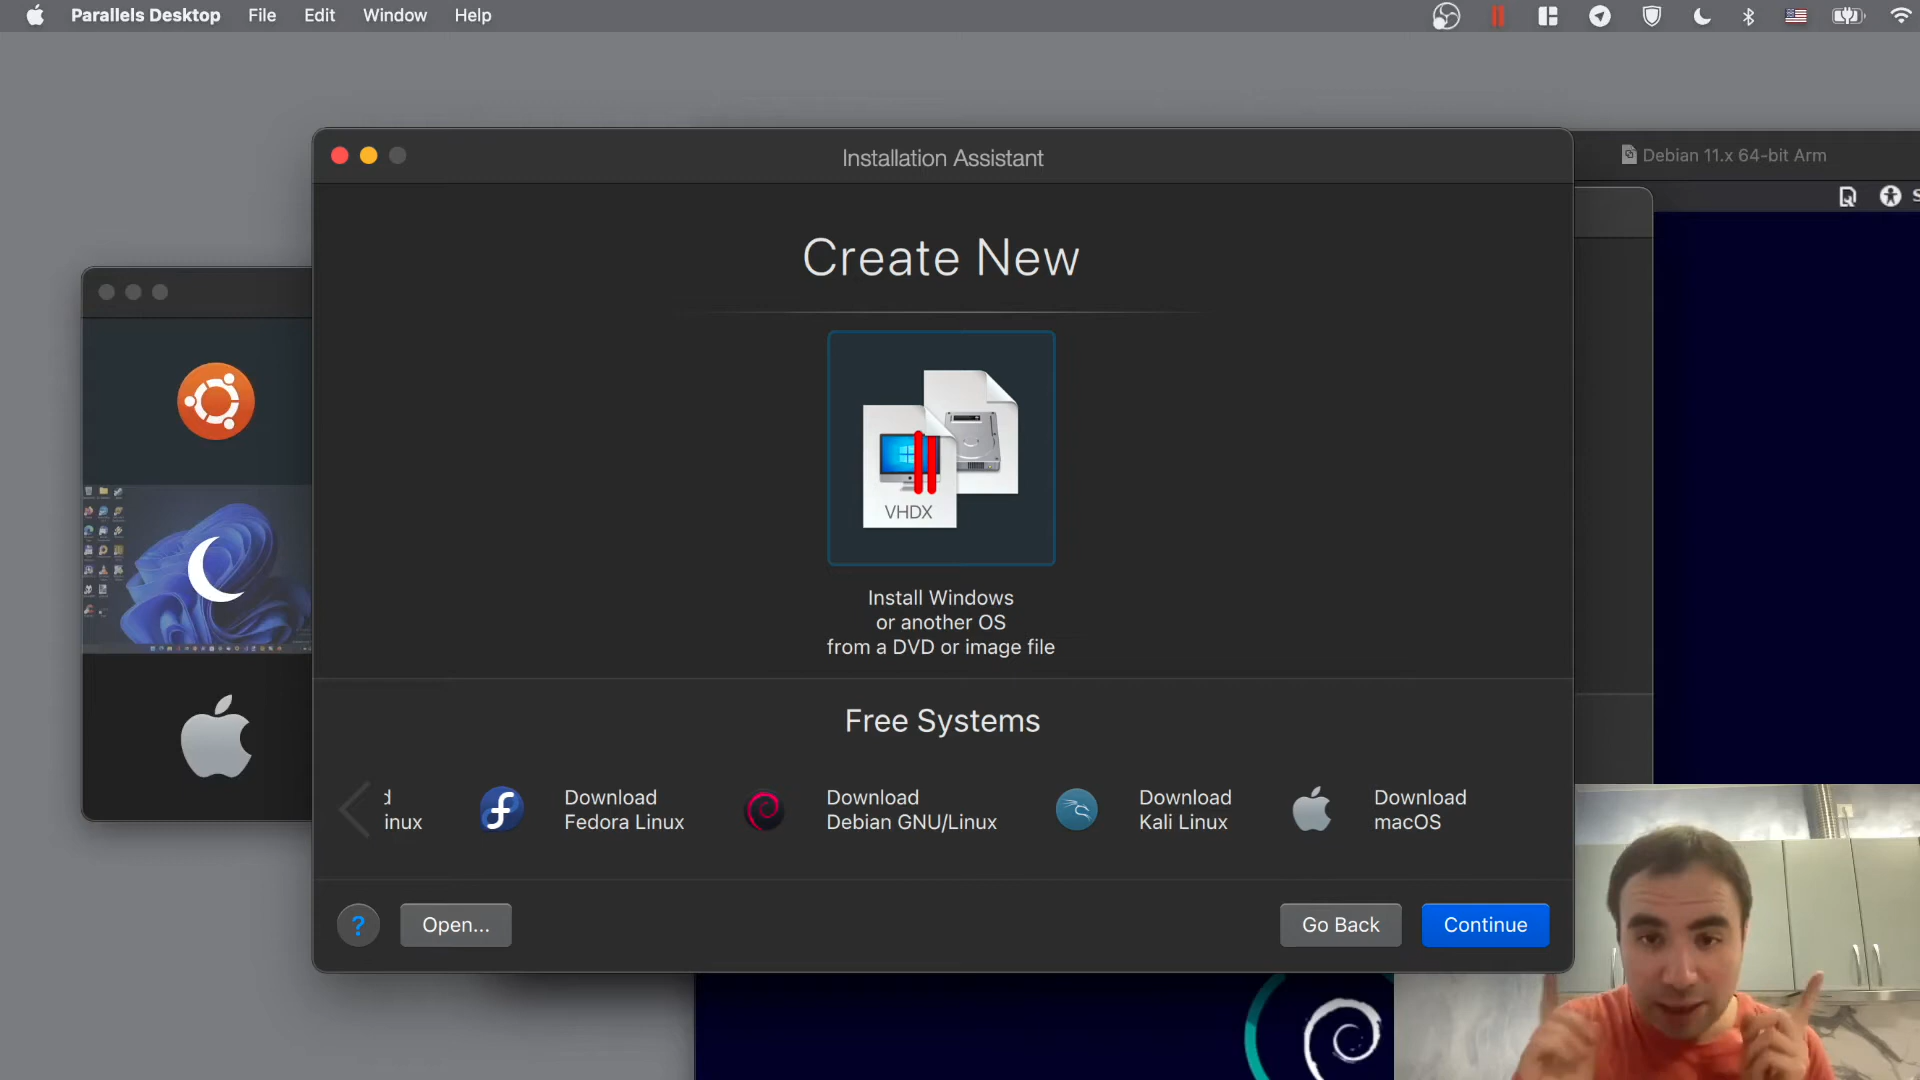 Parallels Desktop File Edit Window Help
Installation Assistant
Debian 11.x 64-bit Arm
Create New
VHDX
Install Windows
or another OS
from a DVD or image file
Free Systems
d
inux
Download
Fedora Linux
Download
Debian GNU/Linux
Download
Kali Linux
Download
macOS
?
Open...
Go Back
Continue